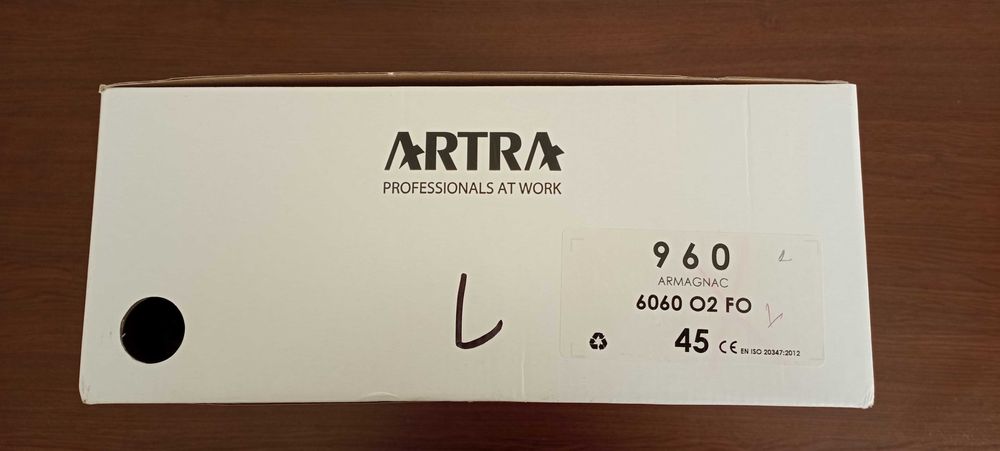 ARTRA
PROFESSIONALS AT WORK
960
ARMAGNAC
6060 O2 FO
L
45 CE EN ISO 20347:2012